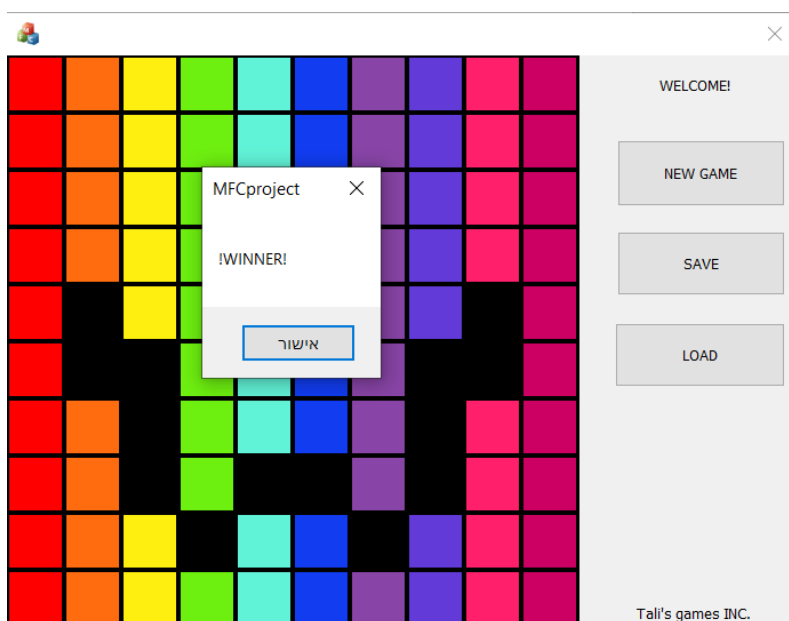 WELCOME!
MFCproject
NEW GAME
!WINNER!
SAVE
אישור
LOAD
Tali's games INC.